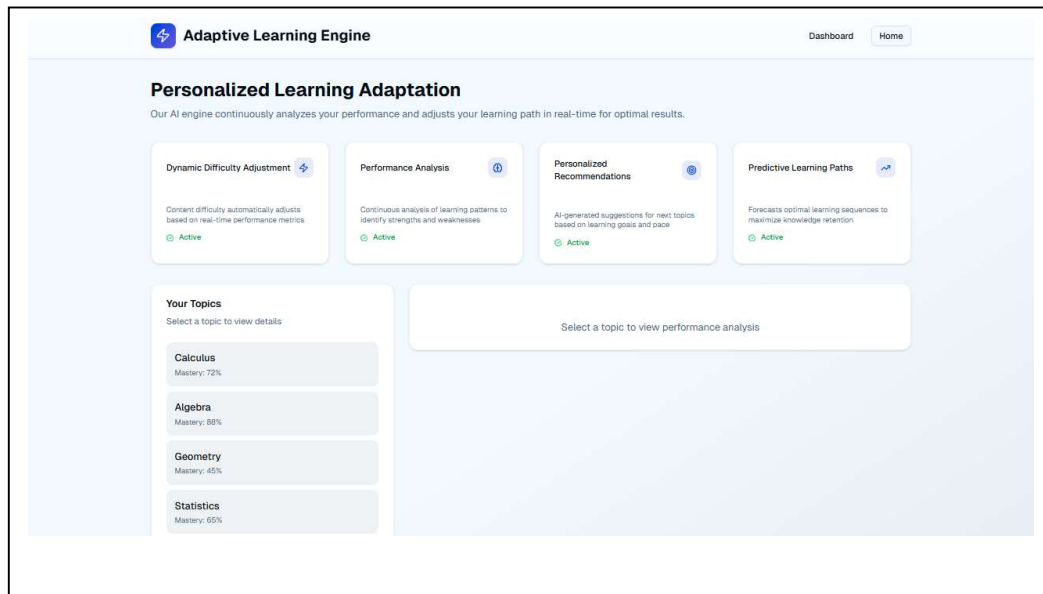 Adaptive Learning Engine
Dashboard
Home
Personalized Learning Adaptation
Our AI engine continuously analyzes your performance and adjusts your learning path in real-time for optimal results.
Dynamic Difficulty Adjustment
Content difficulty automatically adjusts
based on real-time performance metrics
Active
Performance Analysis
Continuous analysis of learning patterns to
identify strengths and weaknesses
Active
Personalized
Recommendations
AI-generated suggestions for next topics
based on learning goals and pace
Active
Predictive Learning Paths
Forecasts optimal learning sequences to
maximize knowledge retention
Active
Your Topics
Select a topic to view details
Calculus
Mastery: 72%
Algebra
Mastery: 88%
Geometry
Mastery: 45%
Statistics
Mastery: 65%
Select a topic to view performance analysis